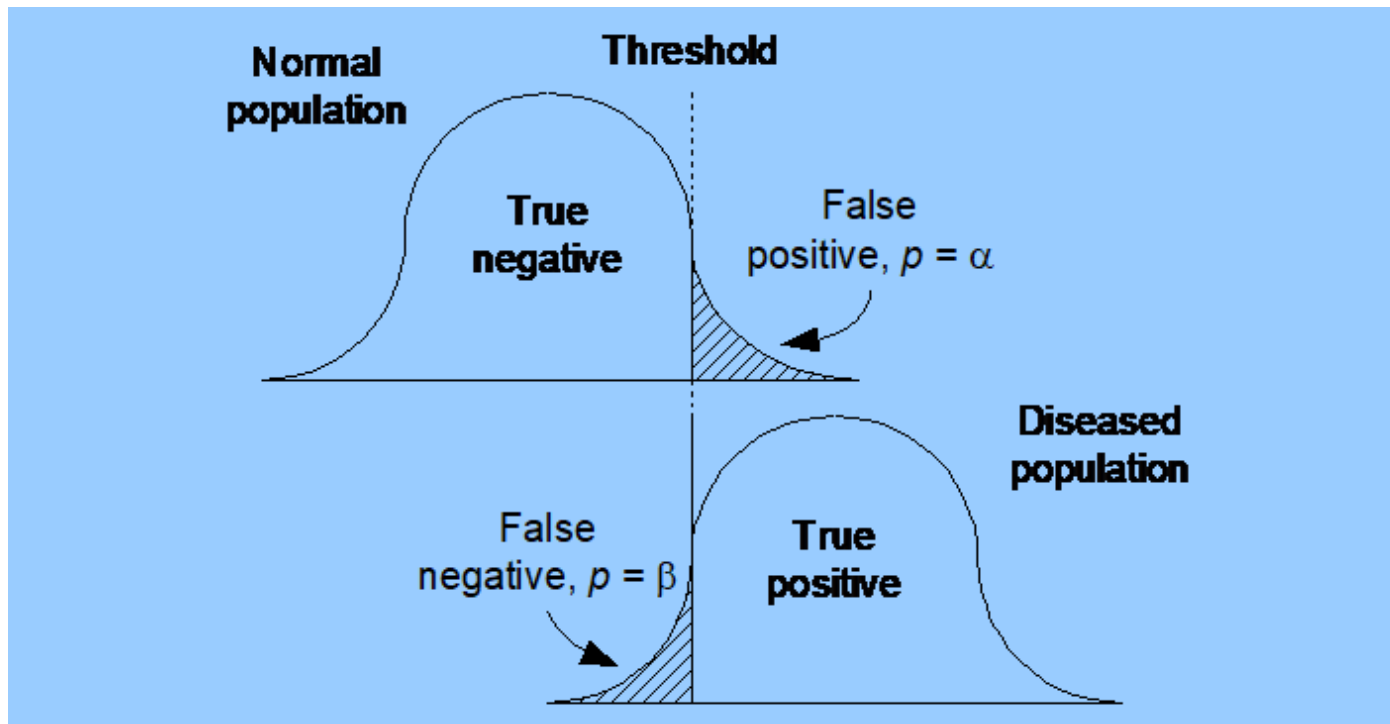 Normal
population
Threshold
True
negative
False
positive, p = α
Diseased
population
False
negative, p = β
True
positive